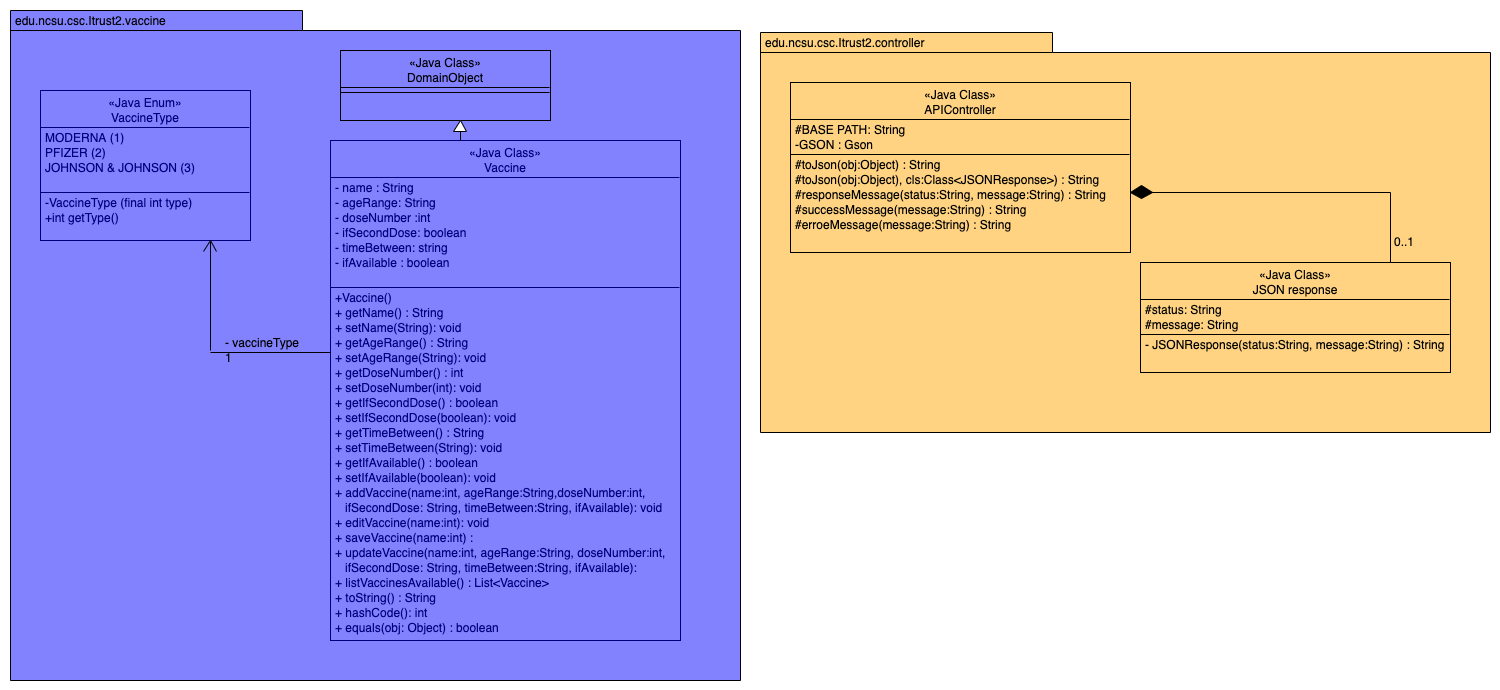 edu.ncsu.csc.Itrust2.vaccine
«Java Class»
DomainObject
«Java Enum»
VaccineType
MODERNA (1)
PFIZER (2)
JOHNSON & JOHNSON (3)
-VaccineType (final int type)
+int getType()
- vaccineType
1
«Java Class»
Vaccine
- name : String
- ageRange: String
- doseNumber :int
- ifSecondDose: boolean
- timeBetween: string
- ifAvailable : boolean
+Vaccine()
+ getName() : String
+ setName(String): void
+ getAgeRange() : String
+ setAgeRange(String): void
+ getDoseNumber() : int
+ setDoseNumber(int): void
+ getIfSecondDose() : boolean
+ setIfSecondDose(boolean): void
+ getTimeBetween() : String
+ setTimeBetween(String): void
+ getIfAvailable() : boolean
+ setIfAvailable(boolean): void
+ addVaccine(name:int, ageRange:String,doseNumber:int,
ifSecondDose: String, timeBetween:String, ifAvailable): void
+ editVaccine(name:int): void
+ saveVaccine(name:int) :
+ updateVaccine(name:int, ageRange:String, doseNumber:int,
ifSecondDose: String, timeBetween:String, ifAvailable):
+ listVaccinesAvailable() : List<Vaccine>
+ toString() : String
+ hashCode(): int
+ equals(obj: Object) : boolean
edu.ncsu.csc.Itrust2.controller
«Java Class»
APIController
#BASE PATH: String
-GSON : Gson
#toJson(obj:Object) : String
#toJson(obj:Object), cls:Class<JSONResponse>) : String
#responseMessage(status:String, message:String) : String
#successMessage(message:String) : String
#erroeMessage(message:String) : String
0..1
«Java Class»
JSON response
#status: String
#message: String
- JSONResponse(status:String, message:String) : String